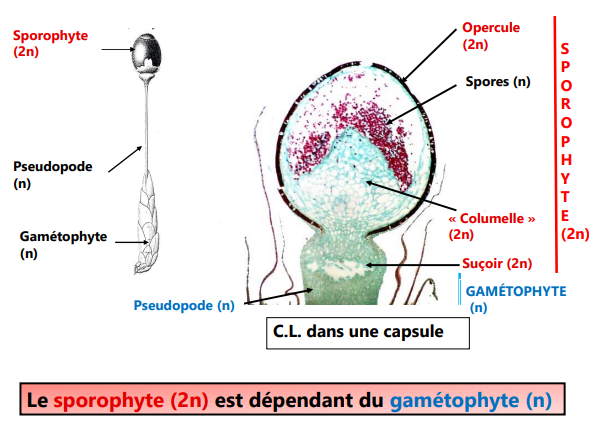 Sporophyte
(2n)
Pseudopode
(n)
Gamétophyte
(n)
Opercule
(2n)
Spores (n)
« Columelle »
(2n)
Suçoir (2n)
Pseudopode (n)
GAMÉTOPHYTE
(n)
S
P
O
R
O
P
H
Y
T
E
(2n)
C.L. dans une capsule
Le sporophyte (2n) est dépendant du gamétophyte (n)